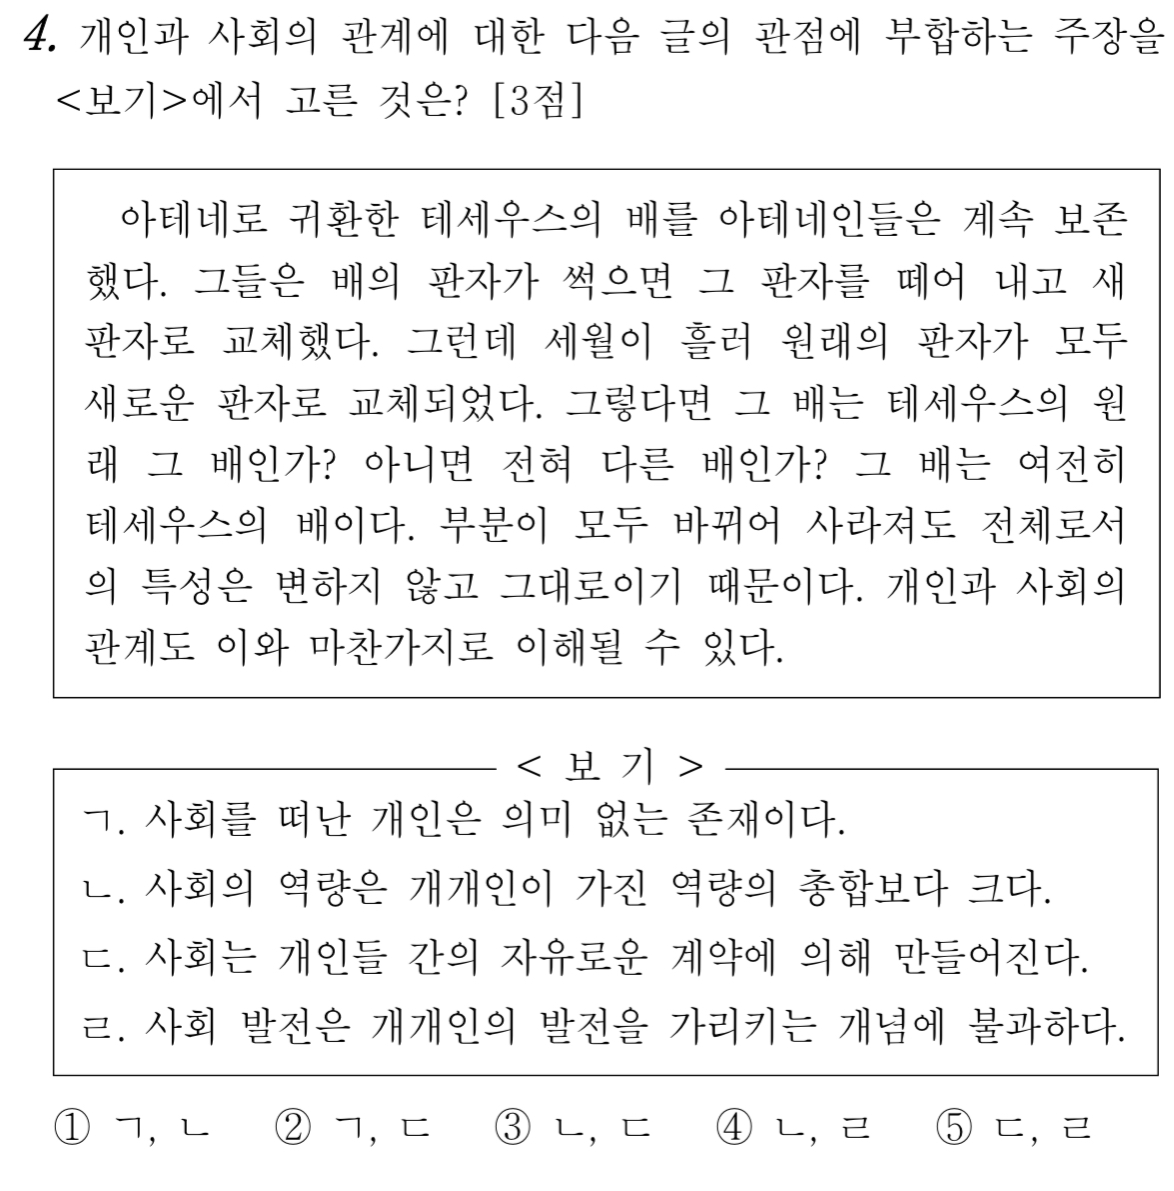 4. 개인과 사회의 관계에 대한 다음 글의 관점에 부합하는 주장을
<보기>에서 고른 것은? [3점]
아테네로 귀환한 테세우스의 배를 아테네인들은 계속 보존
했다. 그들은 배의 판자가 썩으면 그 판자를 떼어 내고 새
판자로 교체했다. 그런데 세월이 흘러 원래의 판자가 모두
새로운 판자로 교체되었다. 그렇다면 그 배는 테세우스의 원
래 그 배인가? 아니면 전혀 다른 배인가? 그 배는 여전히
테세우스의 배이다. 부분이 모두 바뀌어 사라져도 전체로서
의 특성은 변하지 않고 그대로이기 때문이다. 개인과 사회의
관계도 이와 마찬가지로 이해될 수 있다.
< 보 기 >
ㄱ. 사회를 떠난 개인은 의미 없는 존재이다.
ㄴ. 사회의 역량은 개개인이 가진 역량의 총합보다 크다.
ㄷ. 사회는 개인들 간의 자유로운 계약에 의해 만들어진다.
ㄹ. 사회 발전은 개개인의 발전을 가리키는 개념에 불과하다.
① ㄱ, ㄴ ② ㄱ, ㄷ ③ ㄴ, ㄷ ④ ㄴ, ㄹ ⑤ ㄷ, ㄹ